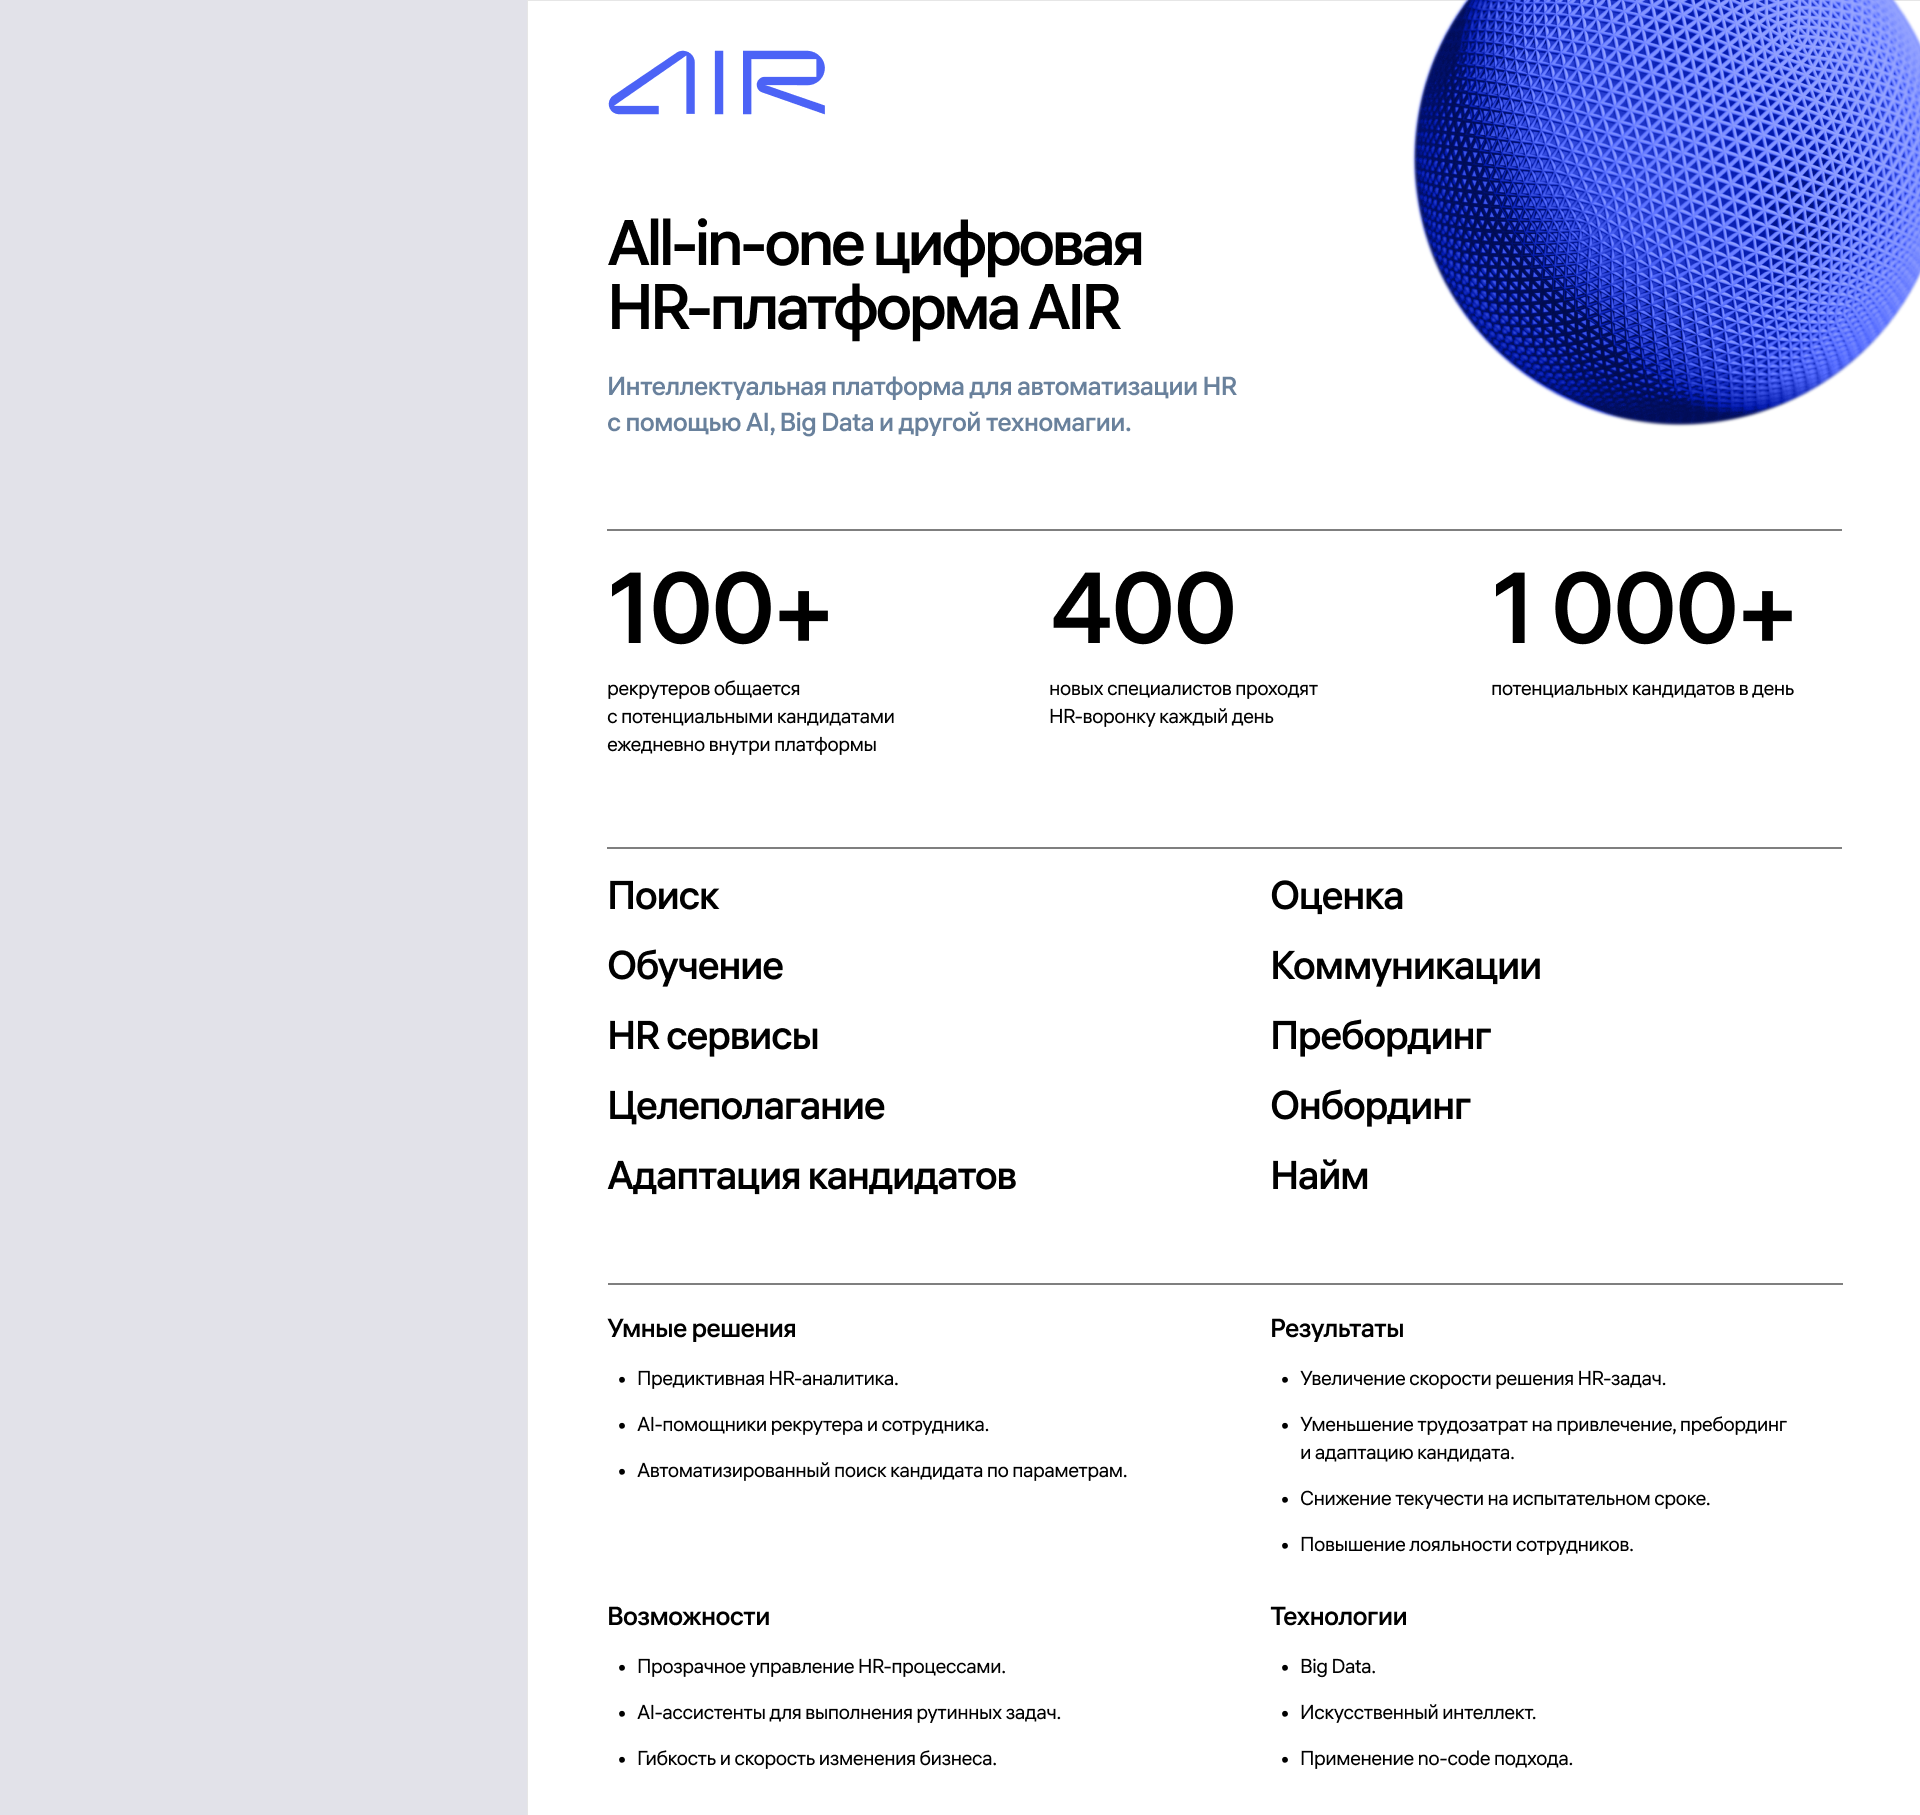 AIR
All-in-one цифровая
HR-платформа AIR
Интеллектуальная платформа для автоматизации HR
с помощью AI, Big Data и другой техномагии.
100+
рекрутеров общается
с потенциальными кандидатами
ежедневно внутри платформы
400
новых специалистов проходят
HR-воронку каждый день
1 000+
потенциальных кандидатов в день
Поиск
Обучение
HR сервисы
Целеполагание
Адаптация кандидатов
Оценка
Коммуникации
Пребординг
Онбординг
Найм
Умные решения
• Предиктивная HR-аналитика.
• AI-помощники рекрутера и сотрудника.
• Автоматизированный поиск кандидата по параметрам.
Результаты
• Увеличение скорости решения HR-задач.
• Уменьшение трудозатрат на привлечение, пребординг
и адаптацию кандидата.
• Снижение текучести на испытательном сроке.
• Повышение лояльности сотрудников.
Возможности
• Прозрачное управление HR-процессами.
• AI-ассистенты для выполнения рутинных задач.
• Гибкость и скорость изменения бизнеса.
Технологии
• Big Data.
• Искусственный интеллект.
• Применение no-code подхода.